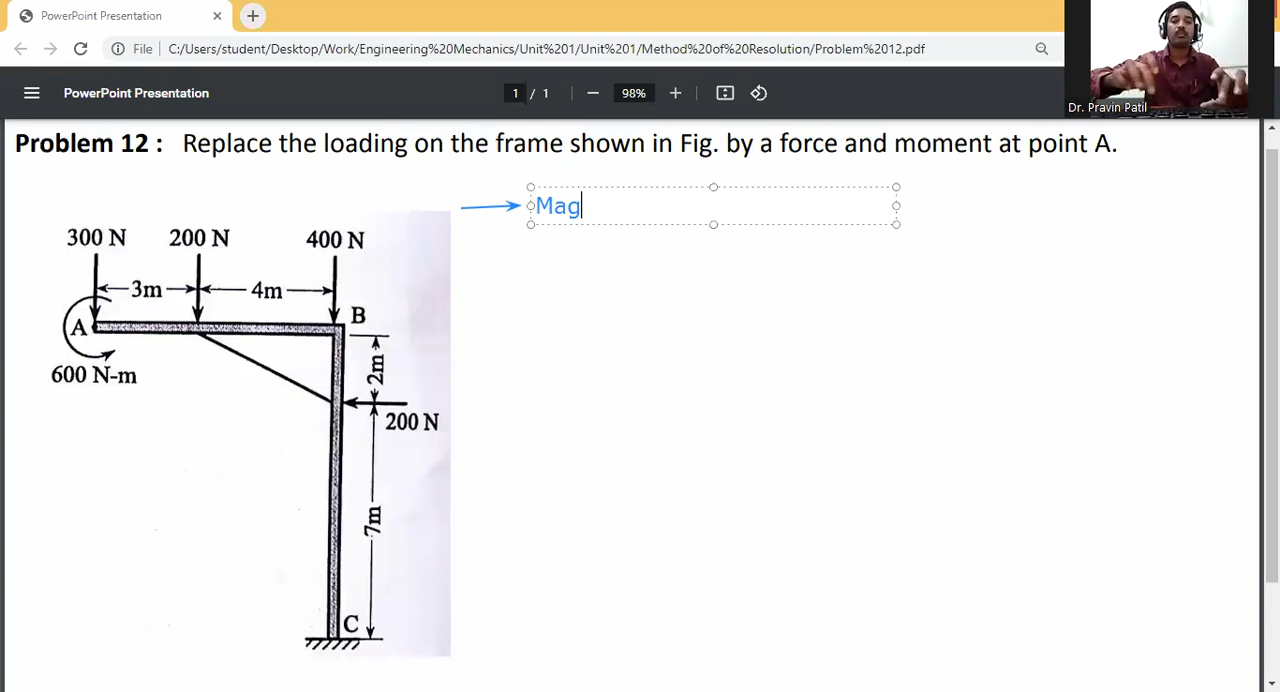 PowerPoint Presentation
File C:/Users/student/Desktop/Work/Engineering%20Mechanics/Unit%201/Unit%201/Method%20of%20Resolution/Problem%2012.pdf
PowerPoint Presentation 1 / 1 98%
Dr. Pravin Patil
Problem 12 : Replace the loading on the frame shown in Fig. by a force and moment at point A.
Mag
300 N 200 N 400 N
3m 4m
B
A
600 N-m
2m
200 N
7m
C